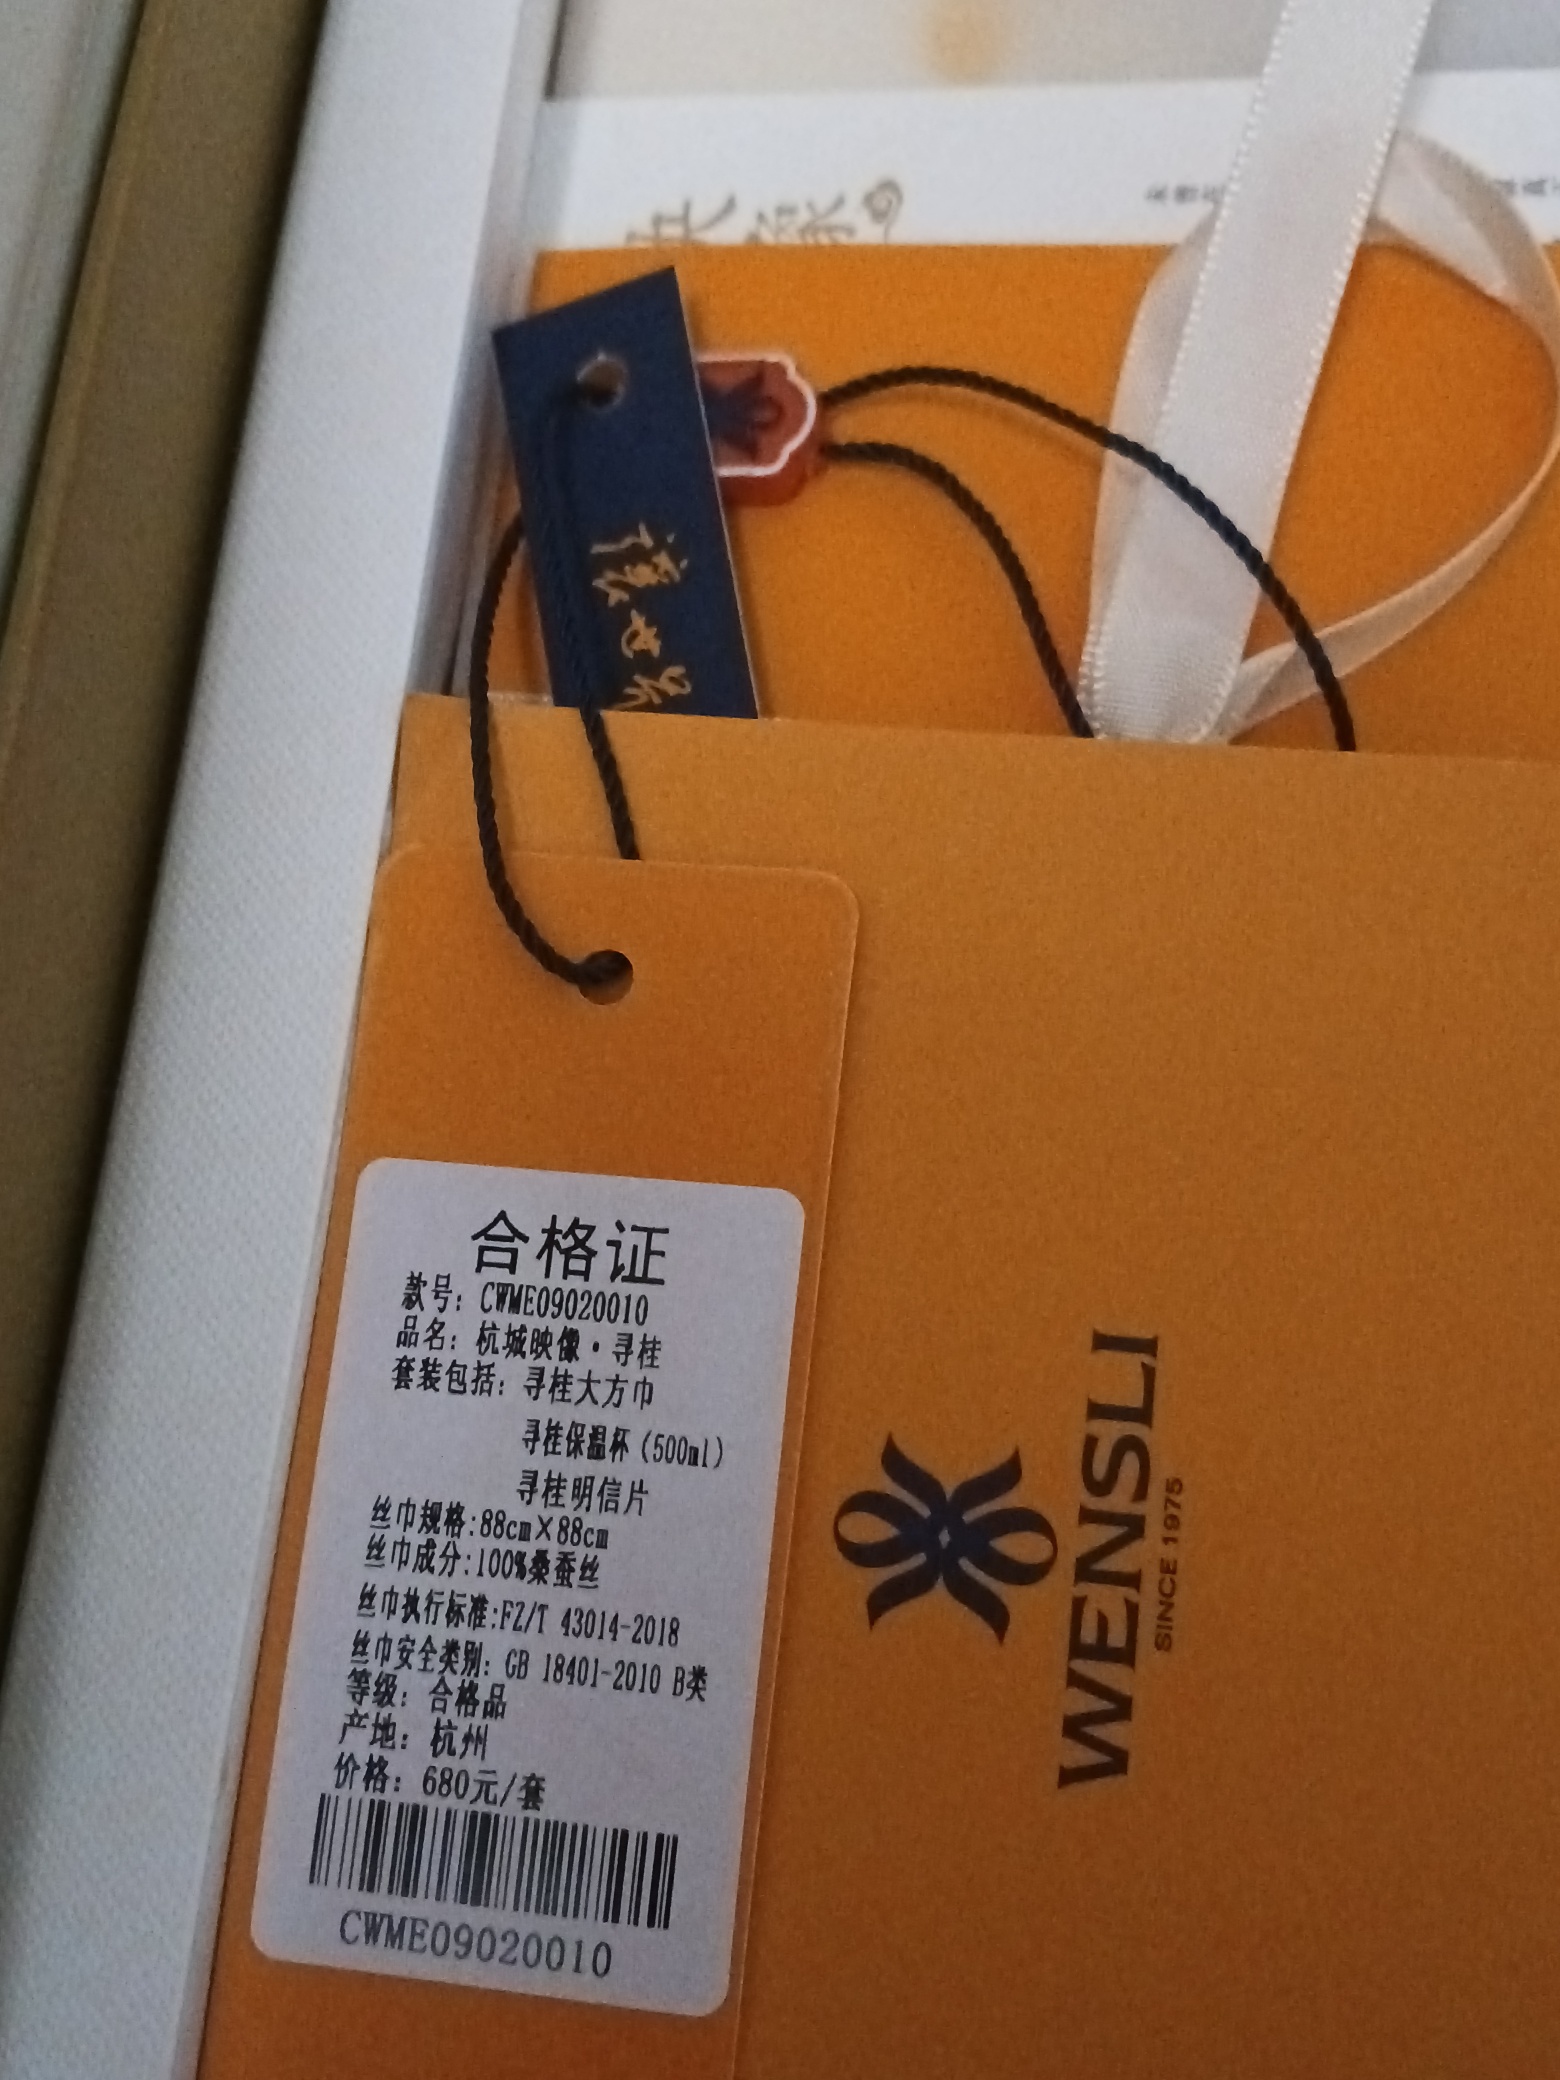 合格证
款号：CWME09020010
品名：杭城映像·寻桂
套装包括：寻桂大方巾
寻桂保温杯（500ml）
寻桂明信片
丝巾规格:88cm×88cm
丝巾成分:100%桑蚕丝
丝巾执行标准:FZ/T 43014-2018
丝巾安全类别：GB 18401-2010 B类
等级：合格品
产地：杭州
价格：680元/套
CWME09020010
WENSLI
SINCE 1975